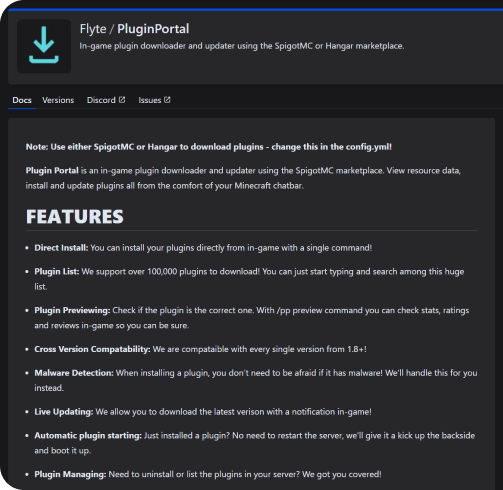 Flyte / PluginPortal
In-game plugin downloader and updater using the SpigotMC or Hangar marketplace.
Docs Versions Discord Issues
Note: Use either SpigotMC or Hangar to download plugins - change this in the config.yml!
Plugin Portal is an in-game plugin downloader and updater using the SpigotMC marketplace. View resource data,
install and update plugins all from the comfort of your Minecraft chatbar.
FEATURES
• Direct Install: You can install your plugins directly from in-game with a single command!
• Plugin List: We support over 100,000 plugins to download! You can just start typing and search among this huge
list.
• Plugin Previewing: Check if the plugin is the correct one. With /pp preview command you can check stats, ratings
and reviews in-game so you can be sure.
• Cross Version Compatability: We are compataible with every single version from 1.8+!
• Malware Detection: When installing a plugin, you don't need to be afraid if it has malware! We'll handle this for you
instead.
• Live Updating: We allow you to download the latest verison with a notification in-game!
• Automatic plugin starting: Just installed a plugin? No need to restart the server, we'll give it a kick up the backside
and boot it up.
• Plugin Managing: Need to uninstall or list the plugins in your server? We got you covered!